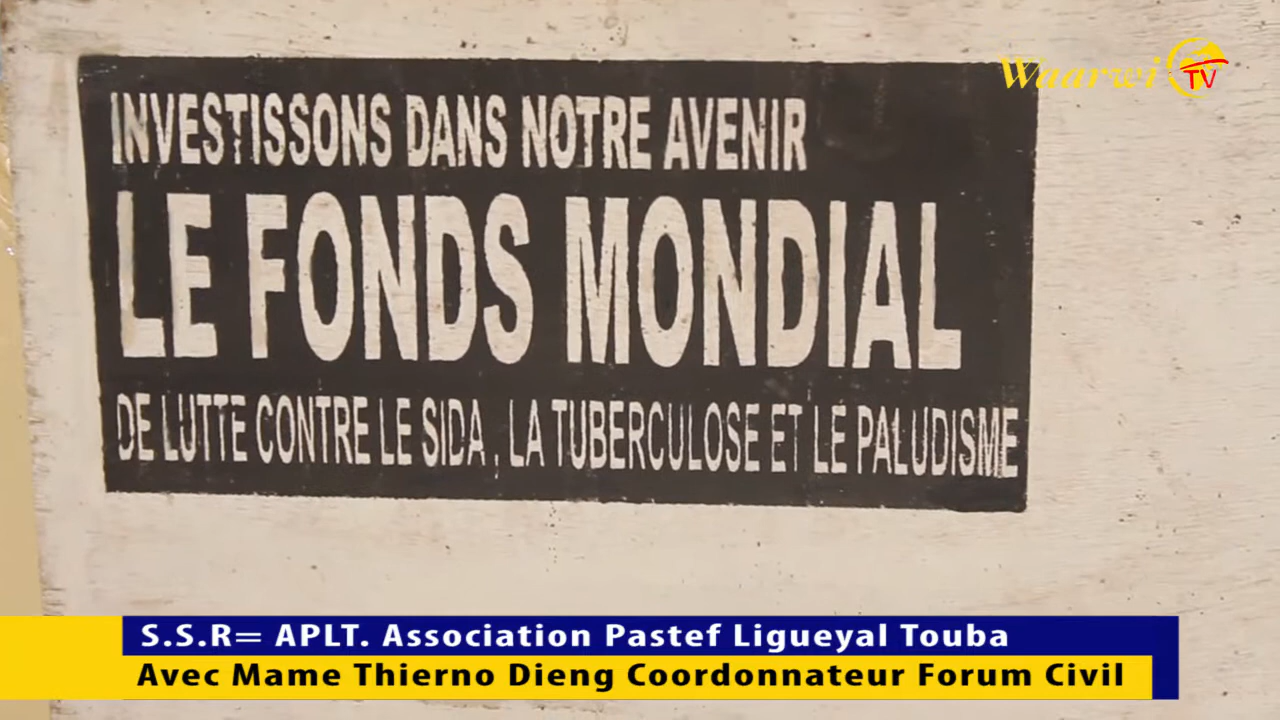 Waarwi TV
INVESTISSONS DANS NOTRE AVENIR
LE FONDS MONDIAL
DE LUTTE CONTRE LE SIDA, LA TUBERCULOSE ET LE PALUDISME
S.S.R= APLT. Association Pastef Ligueyal Touba
Avec Mame Thierno Dieng Coordonnateur Forum Civil